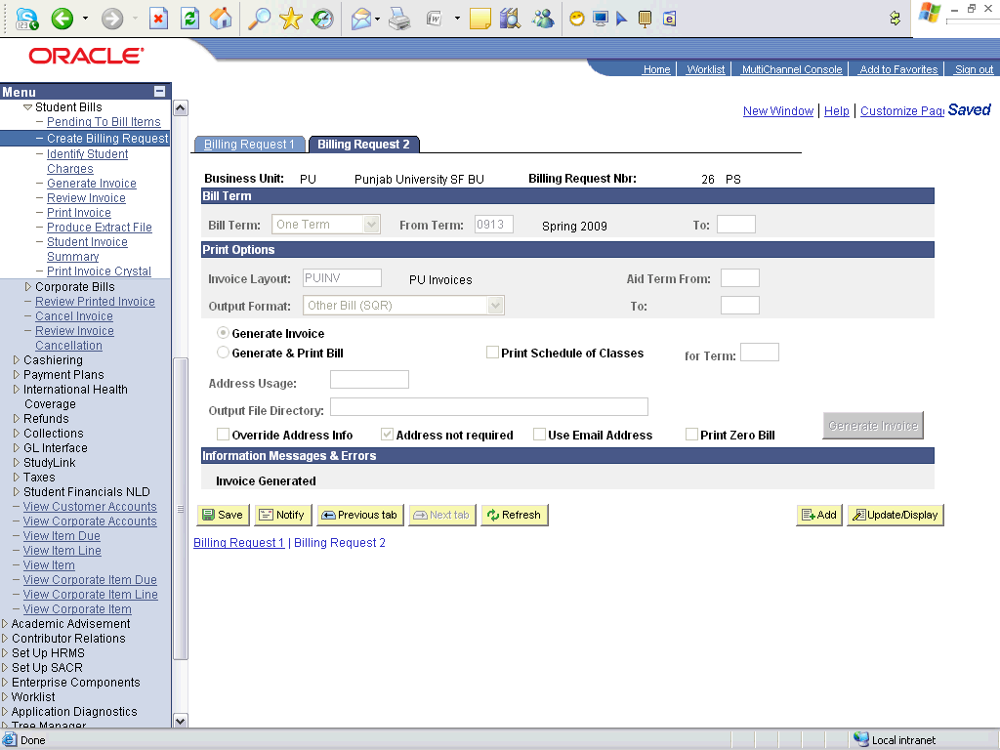 ORACLE®
Home Worklist MultiChannel Console Add to Favorites Sign out
Menu
Student Bills
Pending To Bill Items
Create Billing Request
Identify Student
Charges
Generate Invoice
Review Invoice
Print Invoice
Produce Extract File
Student Invoice
Summary
Print Invoice Crystal
Corporate Bills
Review Printed Invoice
Cancel Invoice
Review Invoice
Cancellation
Cashiering
Payment Plans
International Health
Coverage
Refunds
Collections
GL Interface
StudyLink
Taxes
Student Financials NLD
View Customer Accounts
View Corporate Accounts
View Item Due
View Item Line
View Item
View Corporate Item Due
View Corporate Item Line
View Corporate Item
Academic Advisement
Contributor Relations
Set Up HRMS
Set Up SACR
Enterprise Components
Worklist
Application Diagnostics
Tree Manager
New Window | Help | Customize Pag Saved
Billing Request 1 Billing Request 2
Business Unit: PU Punjab University SF BU Billing Request Nbr: 26 PS
Bill Term
Bill Term: One Term From Term: 0913 Spring 2009 To:
Print Options
Invoice Layout: PUINV PU Invoices Aid Term From:
Output Format: Other Bill (SQR) To:
Generate Invoice
Generate & Print Bill Print Schedule of Classes for Term:
Address Usage:
Output File Directory:
Override Address Info Address not required Use Email Address Print Zero Bill Generate Invoice
Information Messages & Errors
Invoice Generated
Save Notify Previous tab Next tab Refresh Add Update/Display
Billing Request 1 | Billing Request 2
Done Local intranet